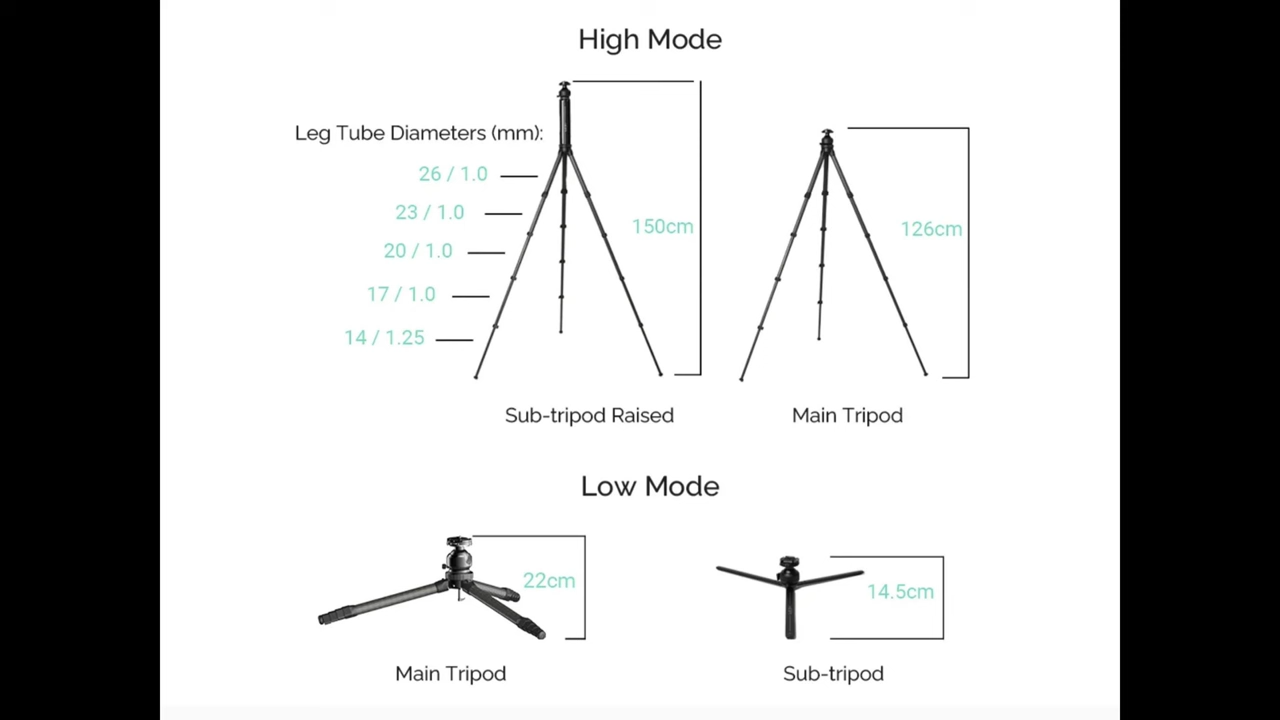 High Mode
Leg Tube Diameters (mm):
26 / 1.0
23 / 1.0
20 / 1.0
17 / 1.0
14 / 1.25
150cm
126cm
Sub-tripod Raised
Main Tripod
Low Mode
22cm
14.5cm
Main Tripod
Sub-tripod